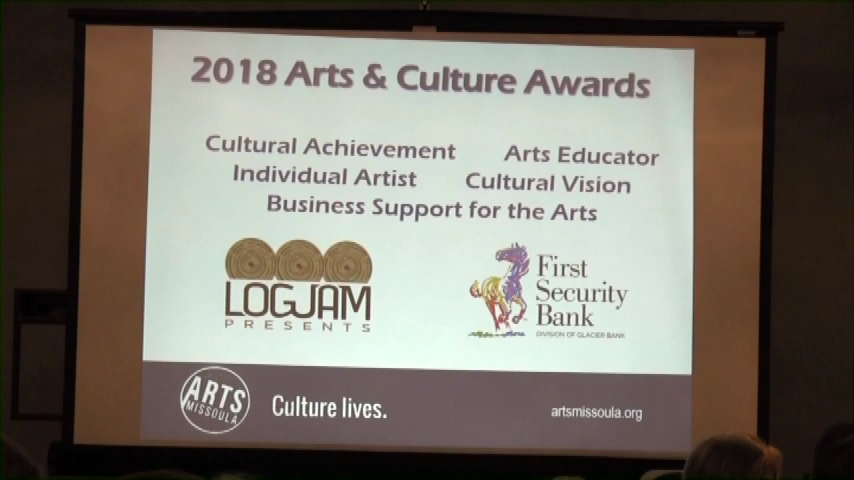 2018 Arts & Culture Awards
Cultural Achievement Arts Educator
Individual Artist Cultural Vision
Business Support for the Arts
LOGJAM
PRESENTS
First
Security
Bank
DIVISION OF GLACIER BANK
ARTS
MISSOULA
Culture lives.
artsmissoula.org